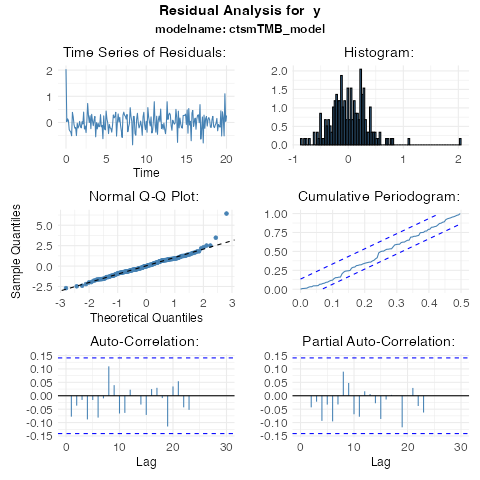 Residual Analysis for y
modelname: ctsmTMB_model
Time Series of Residuals:
2
1
0
0 5 10 15 20
Time
Histogram:
2.0
1.5
1.0
0.5
0.0
-1 0 1 2
Normal Q-Q Plot:
Sample Quantiles
5.0
2.5
0.0
-2.5
-3 -2 -1 0 1 2 3
Theoretical Quantiles
Cumulative Periodogram:
1.00
0.75
0.50
0.25
0.00
0.0 0.1 0.2 0.3 0.4 0.5
Auto-Correlation:
0.15
0.10
0.05
0.00
-0.05
-0.10
-0.15
0 10 20 30
Lag
Partial Auto-Correlation:
0.15
0.10
0.05
0.00
-0.05
-0.10
-0.15
0 10 20 30
Lag